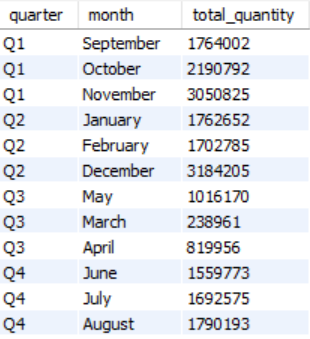 quarter month total_quantity
Q1 September 1764002
Q1 October 2190792
Q1 November 3050825
Q2 January 1762652
Q2 February 1702785
Q2 December 3184205
Q3 May 1016170
Q3 March 238961
Q3 April 819956
Q4 June 1559773
Q4 July 1692575
Q4 August 1790193